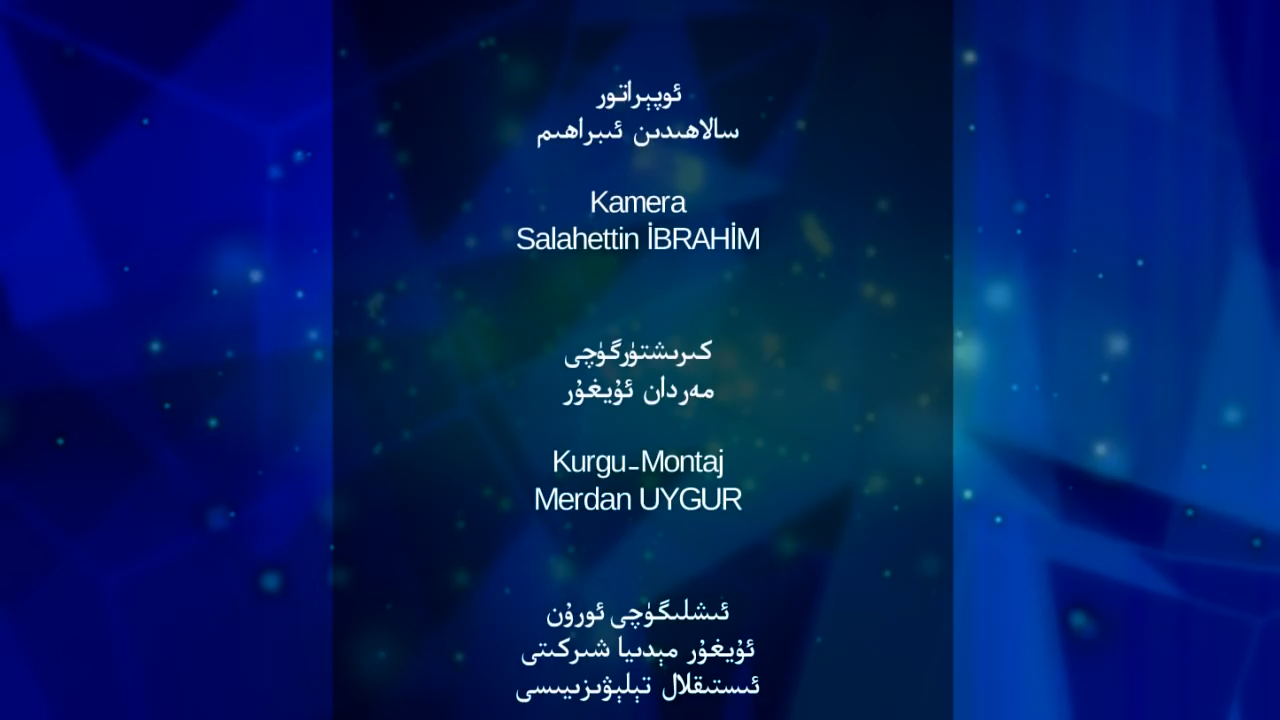 ئوپېراتور
سالاھىدىن ئىبراھىم
Kamera
Salahettin İBRAHİM
كىرىشتۈرگۈچى
مەردان ئۇيغۇر
Kurgu-Montaj
Merdan UYGUR
ئىشلىگۈچى ئورۇن
ئۇيغۇر مېدىيا شىركىتى
ئىستىقلال تېلېۋىزىيىسى